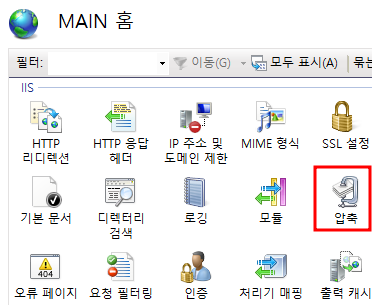 MAIN 홈
필터: 이동(G) 모두 표시(A) 묶는
IIS
HTTP 리디렉션
HTTP 응답 헤더
IP 주소 및 도메인 제한
MIME 형식
SSL 설정
기본 문서
디렉터리 검색
로깅
모듈
압축
404
오류 페이지
요청 필터링
인증
처리기 매핑
출력 캐시